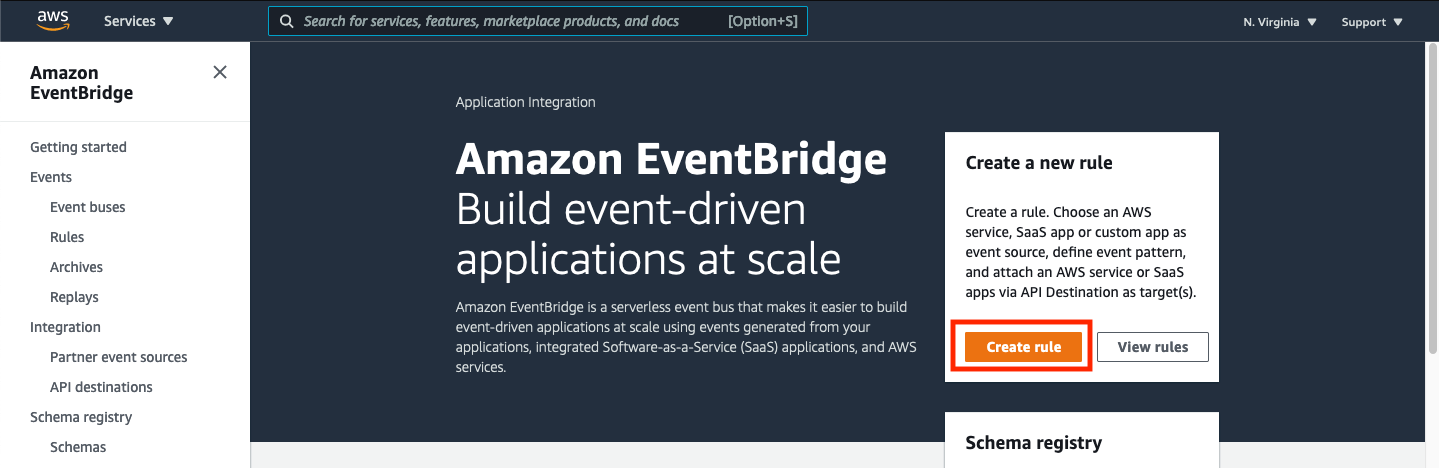 aws
Services
Search for services, features, marketplace products, and docs
[Option+S]
N. Virginia
Support
Amazon
EventBridge
Getting started
Events
Event buses
Rules
Archives
Replays
Integration
Partner event sources
API destinations
Schema registry
Schemas
Application Integration
Amazon EventBridge
Build event-driven
applications at scale
Amazon EventBridge is a serverless event bus that makes it easier to build
event-driven applications at scale using events generated from your
applications, integrated Software-as-a-Service (SaaS) applications, and AWS
services.
Create a new rule
Create a rule. Choose an AWS
service, SaaS app or custom app as
event source, define event pattern,
and attach an AWS service or SaaS
apps via API Destination as target(s).
Create rule
View rules
Schema registry